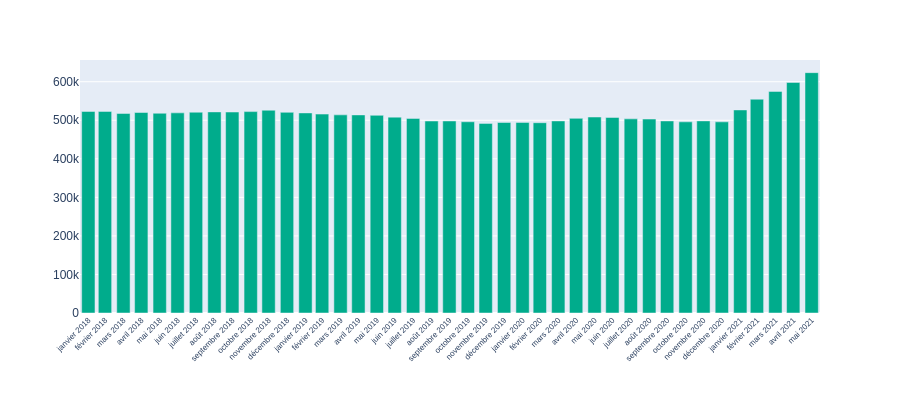 600k
500k
400k
300k
200k
100k
0
janvier 2018
février 2018
mars 2018
avril 2018
mai 2018
juin 2018
juillet 2018
août 2018
septembre 2018
octobre 2018
novembre 2018
décembre 2018
janvier 2019
février 2019
mars 2019
avril 2019
mai 2019
juin 2019
juillet 2019
août 2019
septembre 2019
octobre 2019
novembre 2019
décembre 2019
janvier 2020
février 2020
mars 2020
avril 2020
mai 2020
juin 2020
juillet 2020
août 2020
septembre 2020
octobre 2020
novembre 2020
décembre 2020
janvier 2021
février 2021
mars 2021
avril 2021
mai 2021